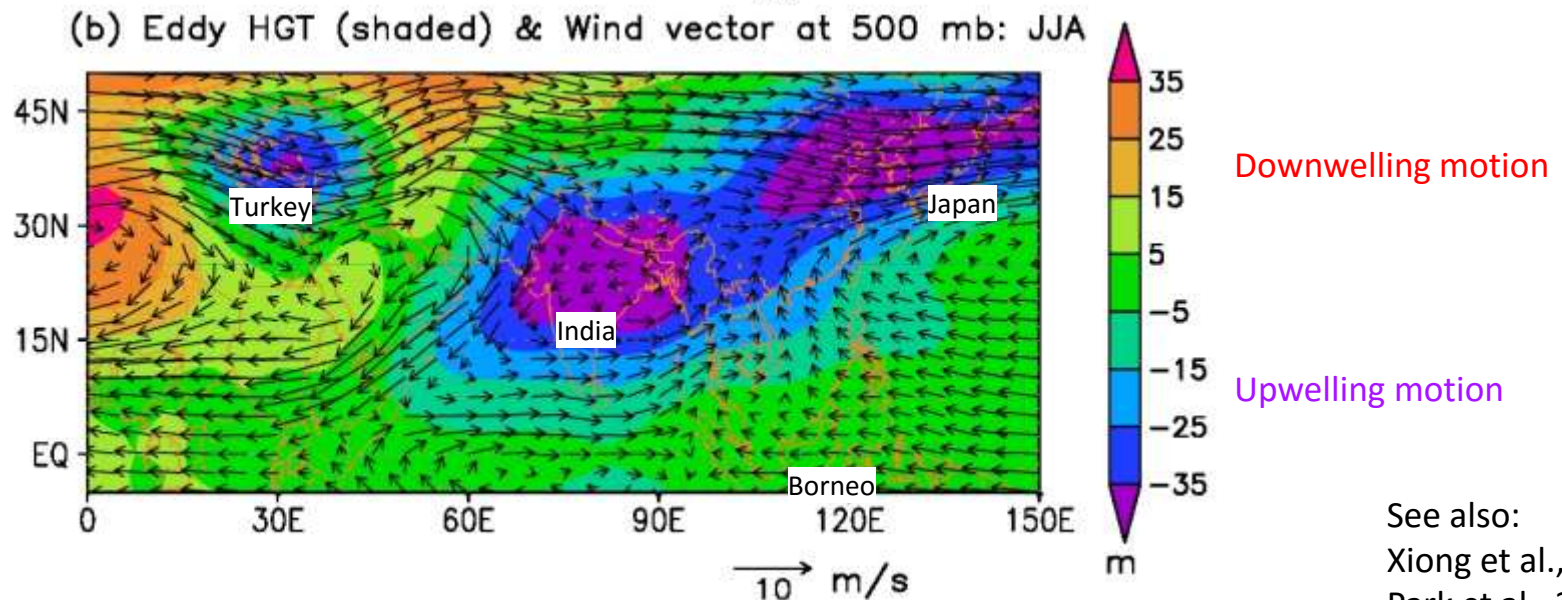 (b) Eddy HGT (shaded) & Wind vector at 500 mb: JJA
45N
30N
15N
EQ
0
30E
60E
90E
120E
150E
Turkey
Japan
India
Borneo
10 m/s
35
25
15
5
−5
−15
−25
−35
m
Downwelling motion
Upwelling motion
See also:
Xiong et al.,